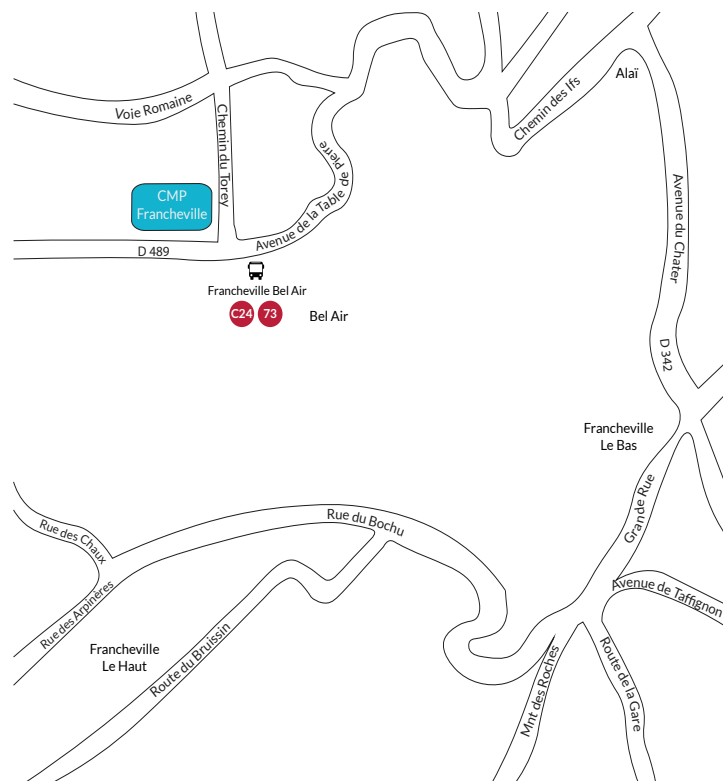 Alaï
Chemin des Ifs
Voie Romaine
Chemin du Torey
Avenue de la Table de Pierre
CMP
Francheville
Avenue du Chater
D 489
Francheville Bel Air
C24 73
Bel Air
D 342
Francheville
Le Bas
Grande Rue
Rue du Bochu
Rue des Chaux
Rue des Arpinères
Avenue de Taffignon
Francheville
Le Haut
Route du Bruissin
Mnt des Roches
Route de la Gare